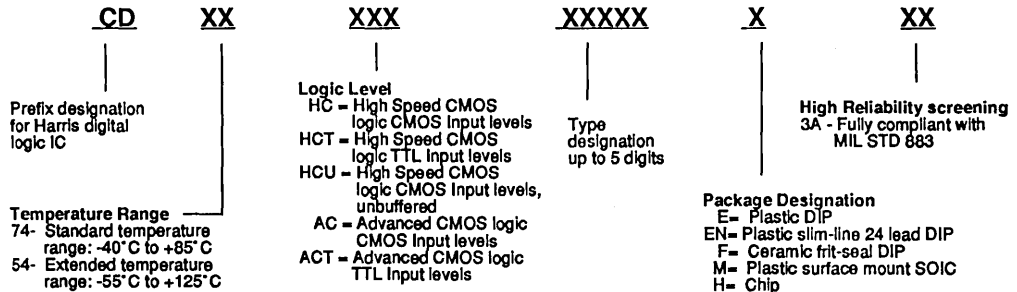 CD XX XXX XXXXX X XX
Prefix designation
for Harris digital
logic IC
Temperature Range
74- Standard temperature
range: -40°C to +85°C
54- Extended temperature
range: -55°C to +125°C
Logic Level
HC = High Speed CMOS
logic CMOS Input levels
HCT = High Speed CMOS
logic TTL Input levels
HCU = High Speed CMOS
logic CMOS Input levels,
unbuffered
AC = Advanced CMOS logic
CMOS Input levels
ACT = Advanced CMOS logic
TTL Input levels
Type
designation
up to 5 digits
High Reliability screening
3A - Fully compliant with
MIL STD 883
Package Designation
E= Plastic DIP
EN= Plastic slim-line 24 lead DIP
F= Ceramic frit-seal DIP
M= Plastic surface mount SOIC
H= Chip